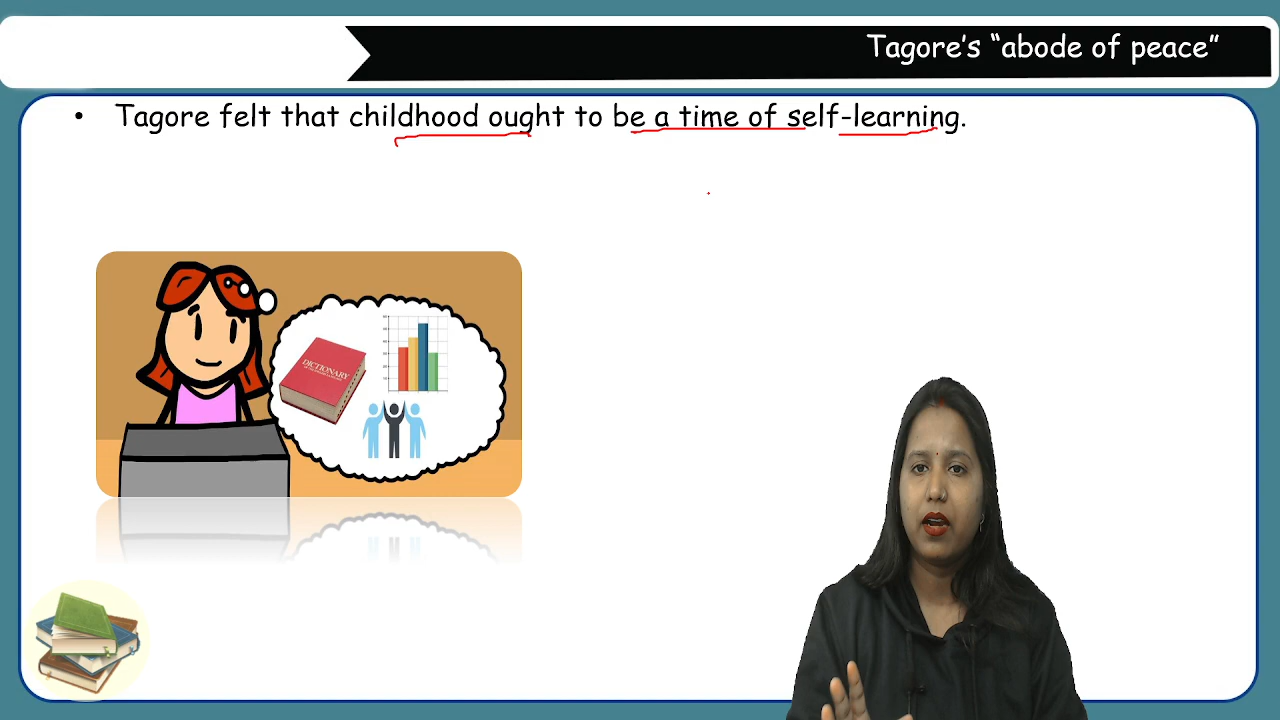 Tagore's “abode of peace”
• Tagore felt that childhood ought to be a time of self-learning.
DICTIONARY